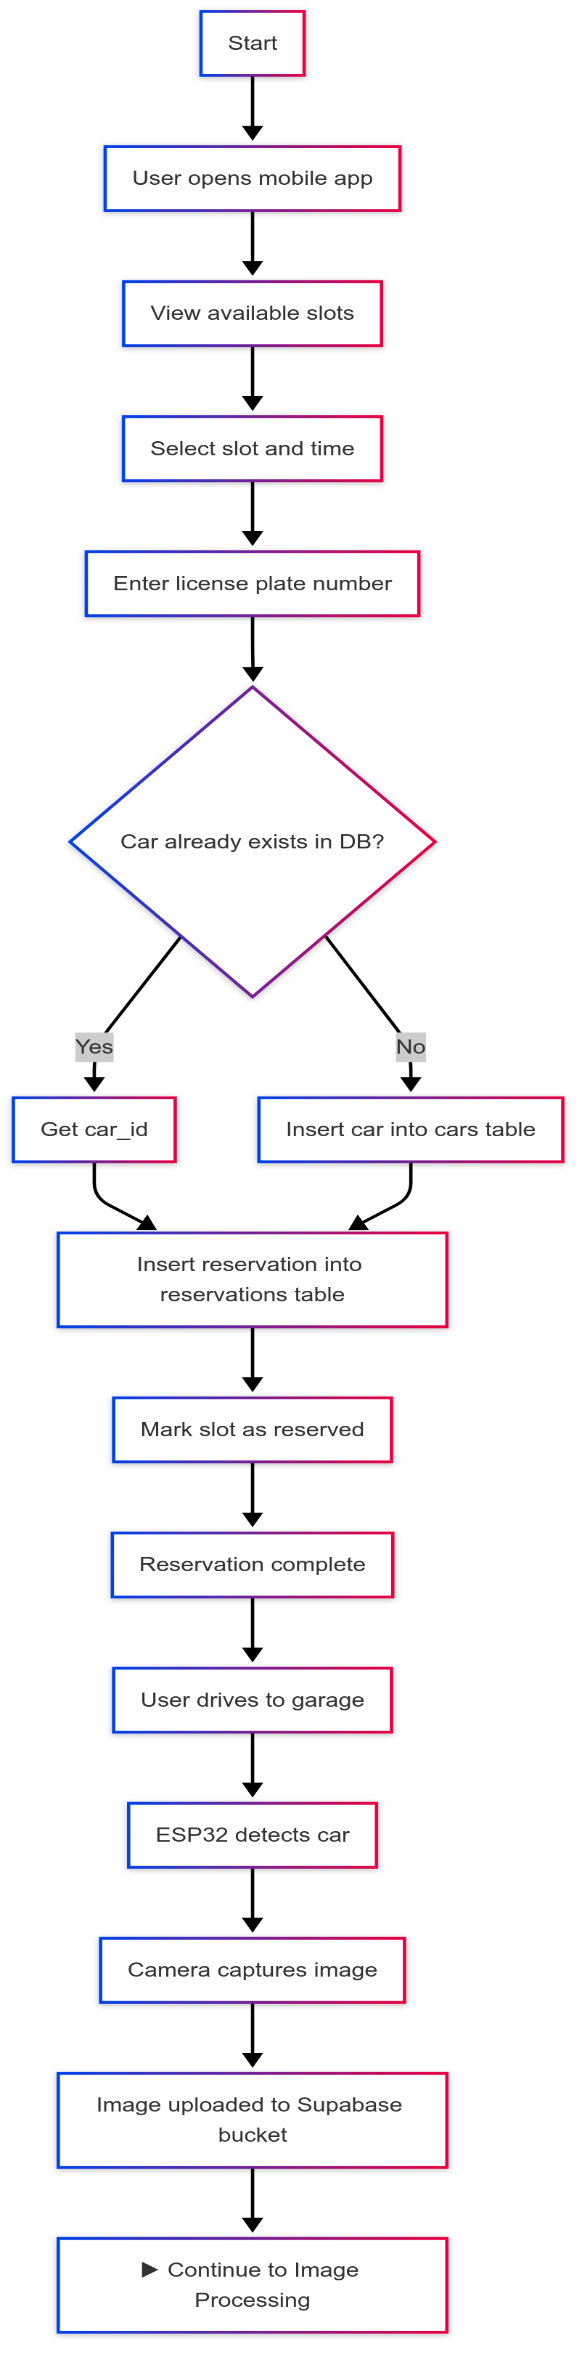 Start
User opens mobile app
View available slots
Select slot and time
Enter license plate number
Car already exists in DB?
Yes
No
Get car_id
Insert car into cars table
Insert reservation into
reservations table
Mark slot as reserved
Reservation complete
User drives to garage
ESP32 detects car
Camera captures image
Image uploaded to Supabase
bucket
► Continue to Image
Processing